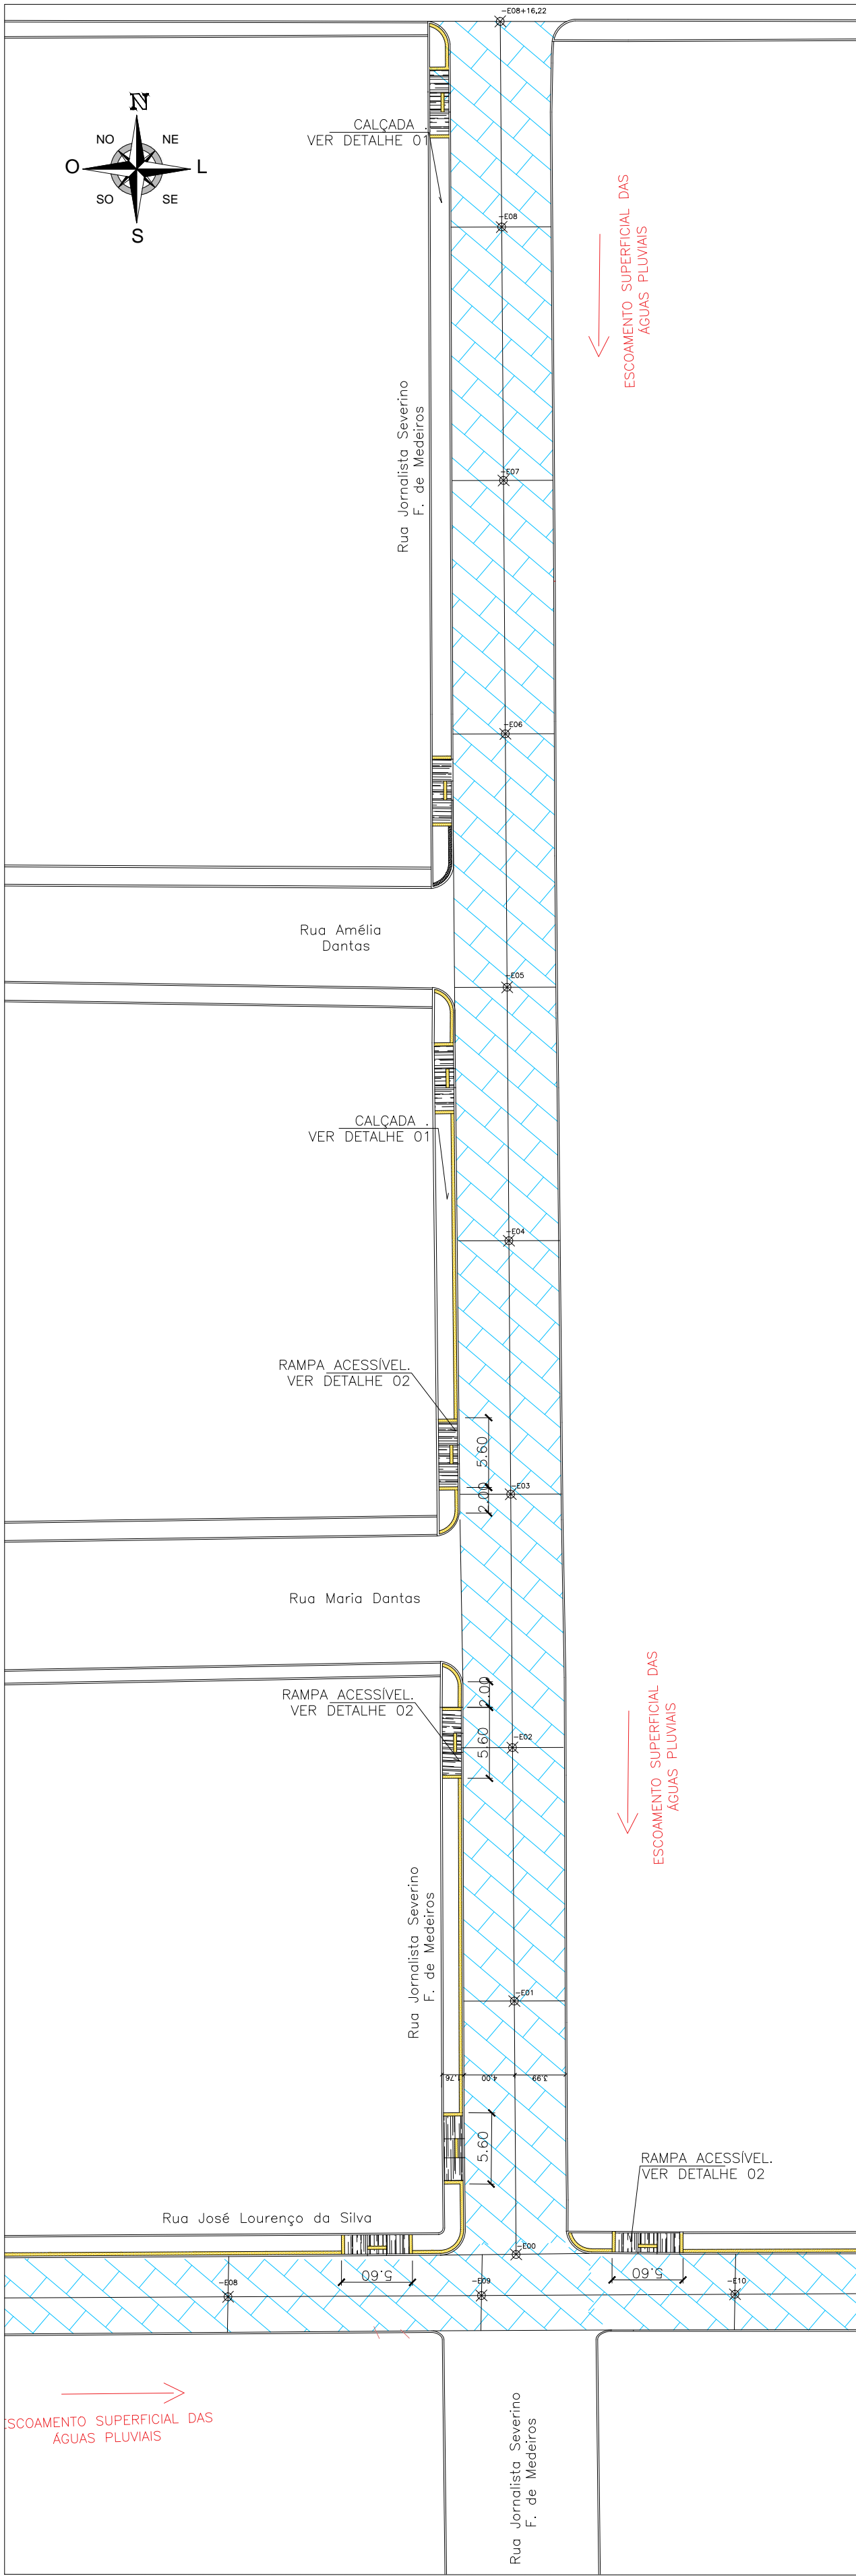 -E08+16,22
N
NO
NE
O
L
SO
SE
S
CALÇADA .
VER DETALHE 01
-E08
ESCOAMENTO SUPERFICIAL DAS
ÁGUAS PLUVIAIS
Rua Jornalista Severino
F. de Medeiros
-E07
-E06
Rua Amélia
Dantas
-E05
CALÇADA .
VER DETALHE 01
-E04
RAMPA ACESSÍVEL.
VER DETALHE 02
5.60
-E03
2.00
Rua Maria Dantas
ESCOAMENTO SUPERFICIAL DAS
ÁGUAS PLUVIAIS
RAMPA ACESSÍVEL.
VER DETALHE 02
2.00
5.60
-E02
Rua Jornalista Severino
F. de Medeiros
-E01
1,76
4,00
3,99
5.60
RAMPA ACESSÍVEL.
VER DETALHE 02
Rua José Lourenço da Silva
-E00
5.60
5.60
-E08
-E09
-E10
ESCOAMENTO SUPERFICIAL DAS
ÁGUAS PLUVIAIS
Rua Jornalista Severino
F. de Medeiros